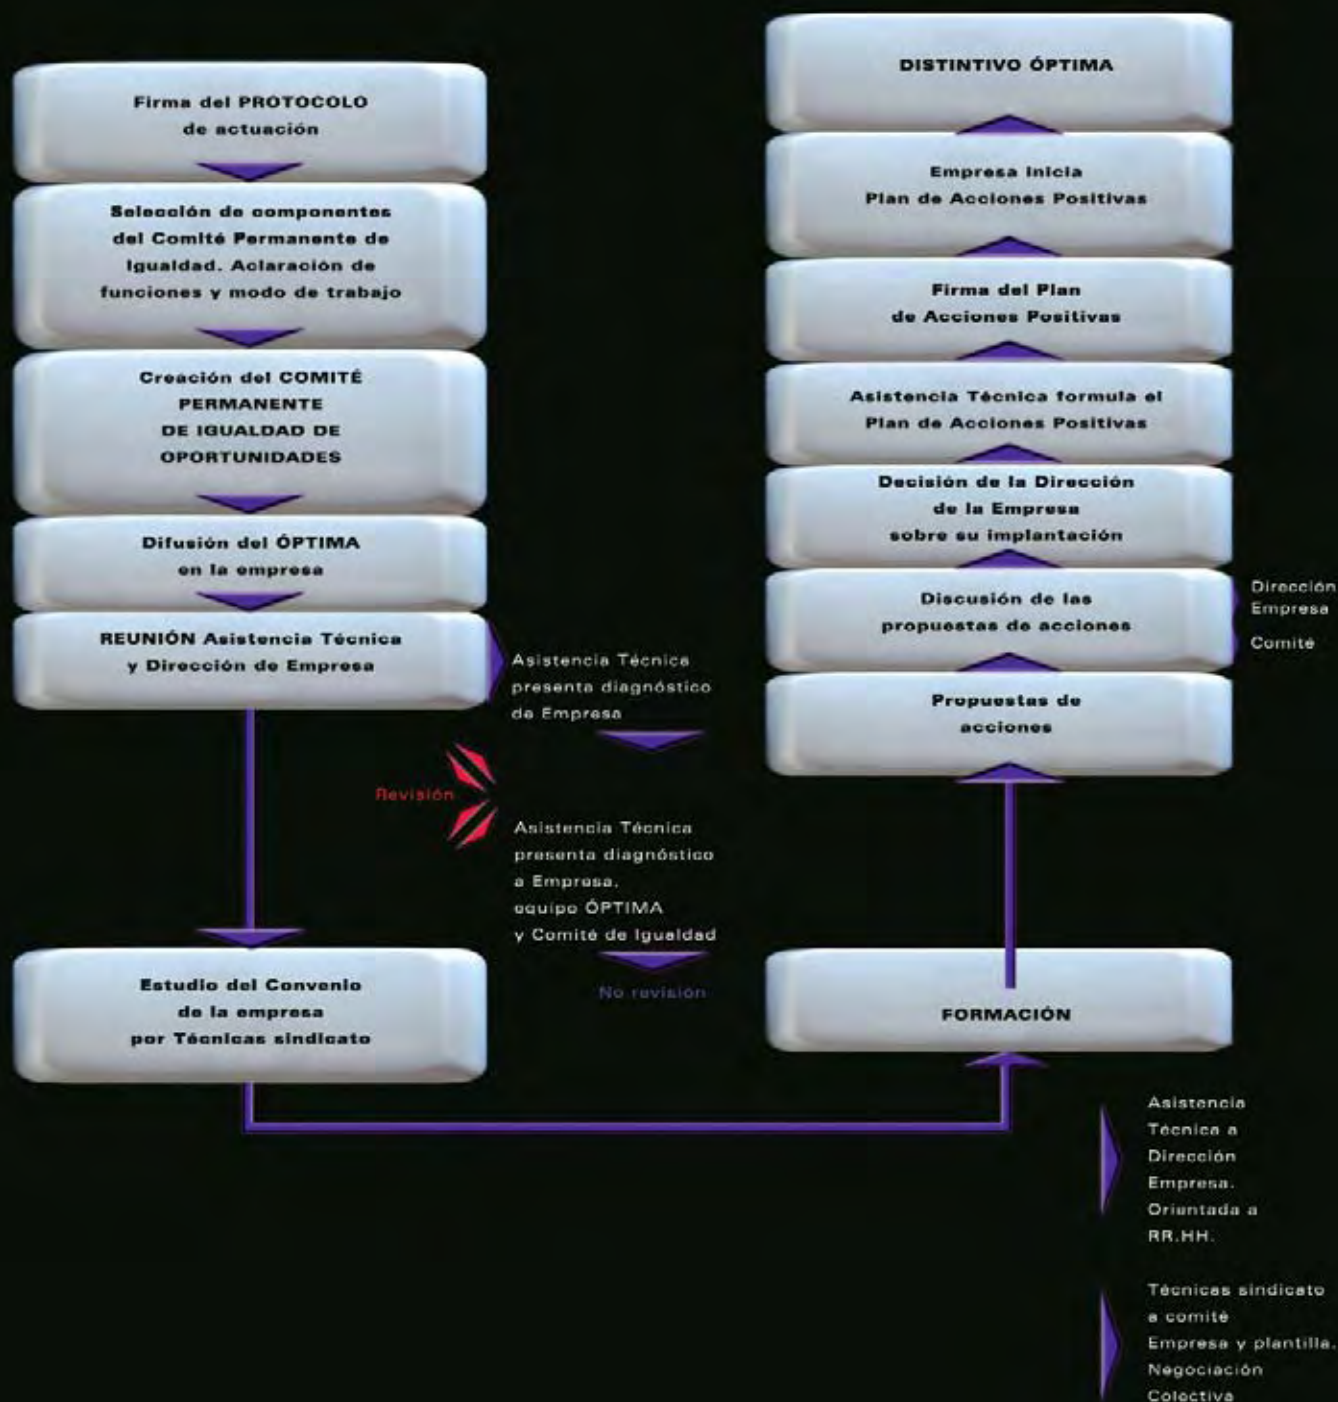 Firma del PROTOCOLO
de actuación
Selección de componentes
del Comité Permanente de
Igualdad. Aclaración de
funciones y modo de trabajo
Creación del COMITÉ
PERMANENTE
DE IGUALDAD DE
OPORTUNIDADES
Difusión del ÓPTIMA
en la empresa
REUNIÓN Asistencia Técnica
y Dirección de Empresa
Asistencia Técnica
presenta diagnóstico
de Empresa
Revisión
Asistencia Técnica
presenta diagnóstico
a Empresa,
equipo ÓPTIMA
y Comité de Igualdad
No revisión
Estudio del Convenio
de la empresa
por Técnicas sindicato
FORMACIÓN
Asistencia
Técnica a
Dirección
Empresa.
Orientada a
RR.HH.
Técnicas sindicato
a comité
Empresa y plantilla.
Negociación
Colectiva
Propuestas de
acciones
Discusión de las
propuestas de acciones
Dirección
Empresa
Comité
Decisión de la Dirección
de la Empresa
sobre su implantación
Asistencia Técnica formula el
Plan de Acciones Positivas
Firma del Plan
de Acciones Positivas
Empresa Inicia
Plan de Acciones Positivas
DISTINTIVO ÓPTIMA